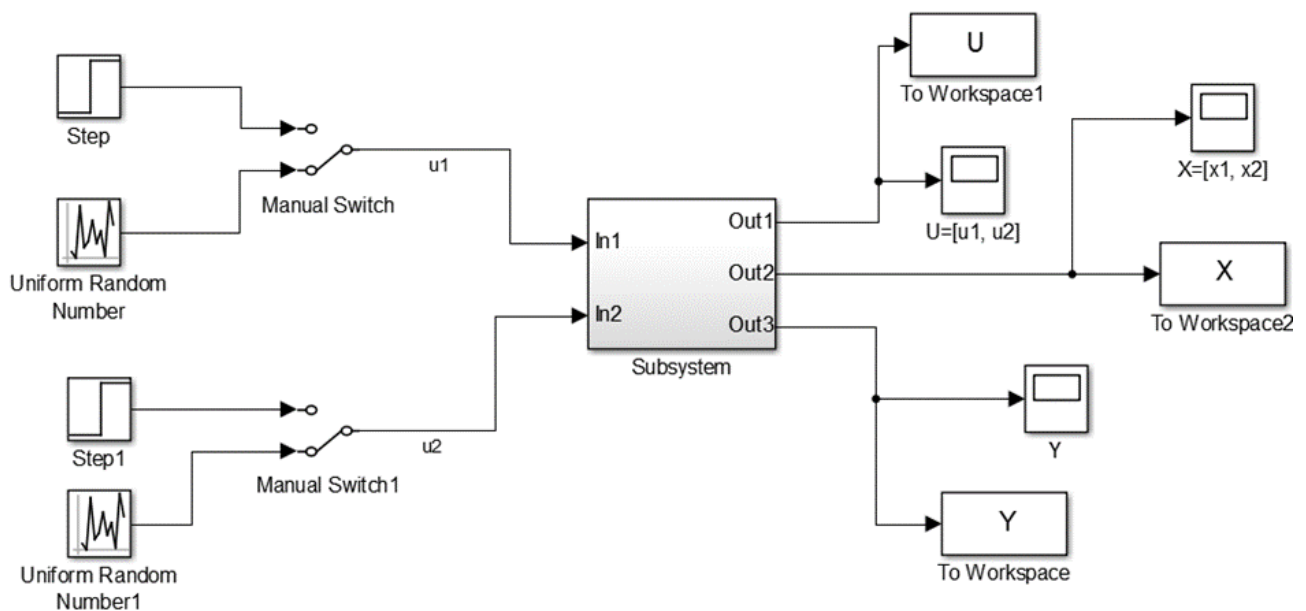 Step
Uniform Random
Number
Manual Switch
u1
Step1
Uniform Random
Number1
Manual Switch1
u2
In1
In2
Out1
Out2
Out3
Subsystem
U
To Workspace1
U=[u1, u2]
X=[x1, x2]
X
To Workspace2
Y
Y
To Workspace